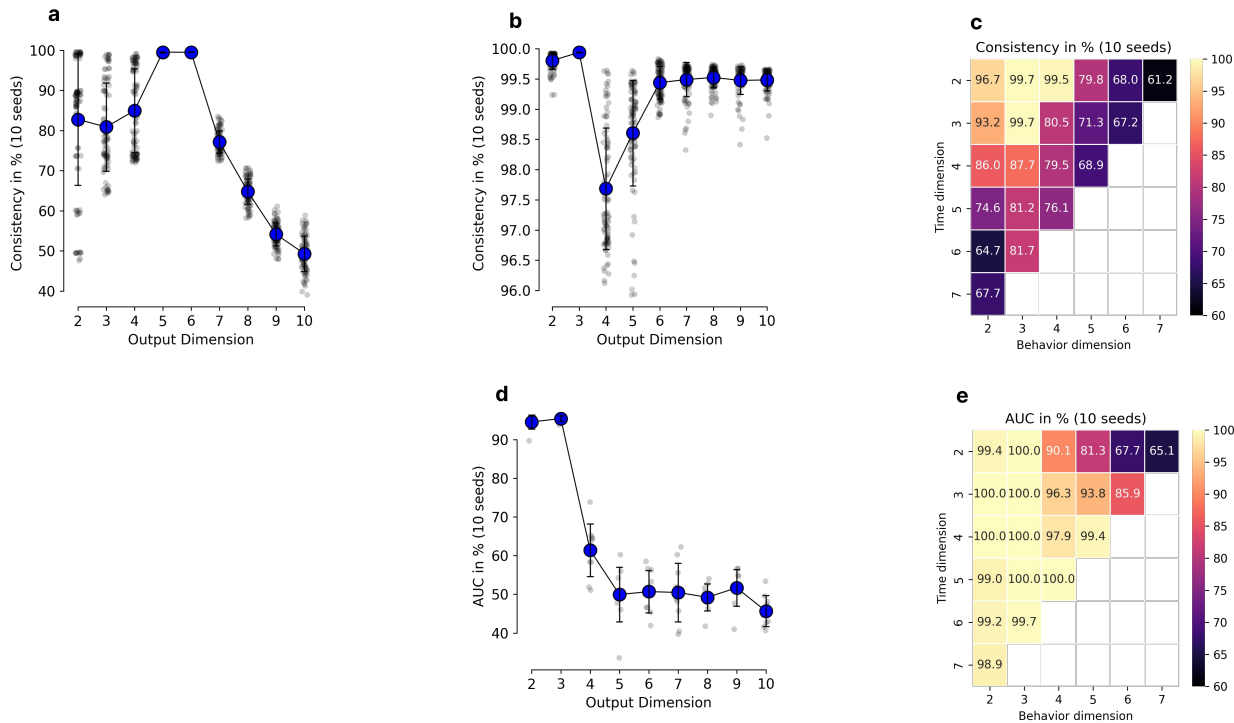 a
100
90
80
70
60
50
40
Consistency in % (10 seeds)
2 3 4 5 6 7 8 9 10
Output Dimension
b
100.0
99.5
99.0
98.5
98.0
97.5
97.0
96.5
96.0
Consistency in % (10 seeds)
2 3 4 5 6 7 8 9 10
Output Dimension
c
Consistency in % (10 seeds)
Time dimension
2 96.7 99.7 99.5 79.8 68.0 61.2
3 93.2 99.7 80.5 71.3 67.2
4 86.0 87.7 79.5 68.9
5 74.6 81.2 76.1
6 64.7 81.7
7 67.7
2 3 4 5 6 7
Behavior dimension
100
95
90
85
80
75
70
65
60
d
90
80
70
60
50
40
AUC in % (10 seeds)
2 3 4 5 6 7 8 9 10
Output Dimension
e
AUC in % (10 seeds)
Time dimension
2 99.4 100.0 90.1 81.3 67.7 65.1
3 100.0 100.0 96.3 93.8 85.9
4 100.0 100.0 97.9 99.4
5 99.0 100.0 100.0
6 99.2 99.7
7 98.9
2 3 4 5 6 7
Behavior dimension
100
95
90
85
80
75
70
65
60